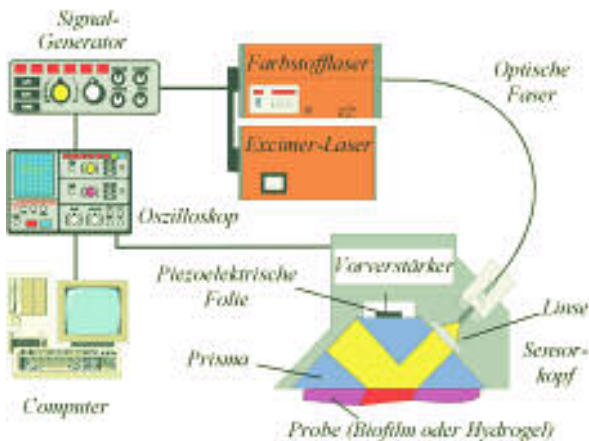 Signal-
Generator
Farbstofflaser
Optische
Faser
Excimer-Laser
Oszilloskop
Vorverstärker
Piezoelektrische
Folie
Linse
Prisma
Sensor-
kopf
Computer
Probe (Biofilm oder Hydrogel)